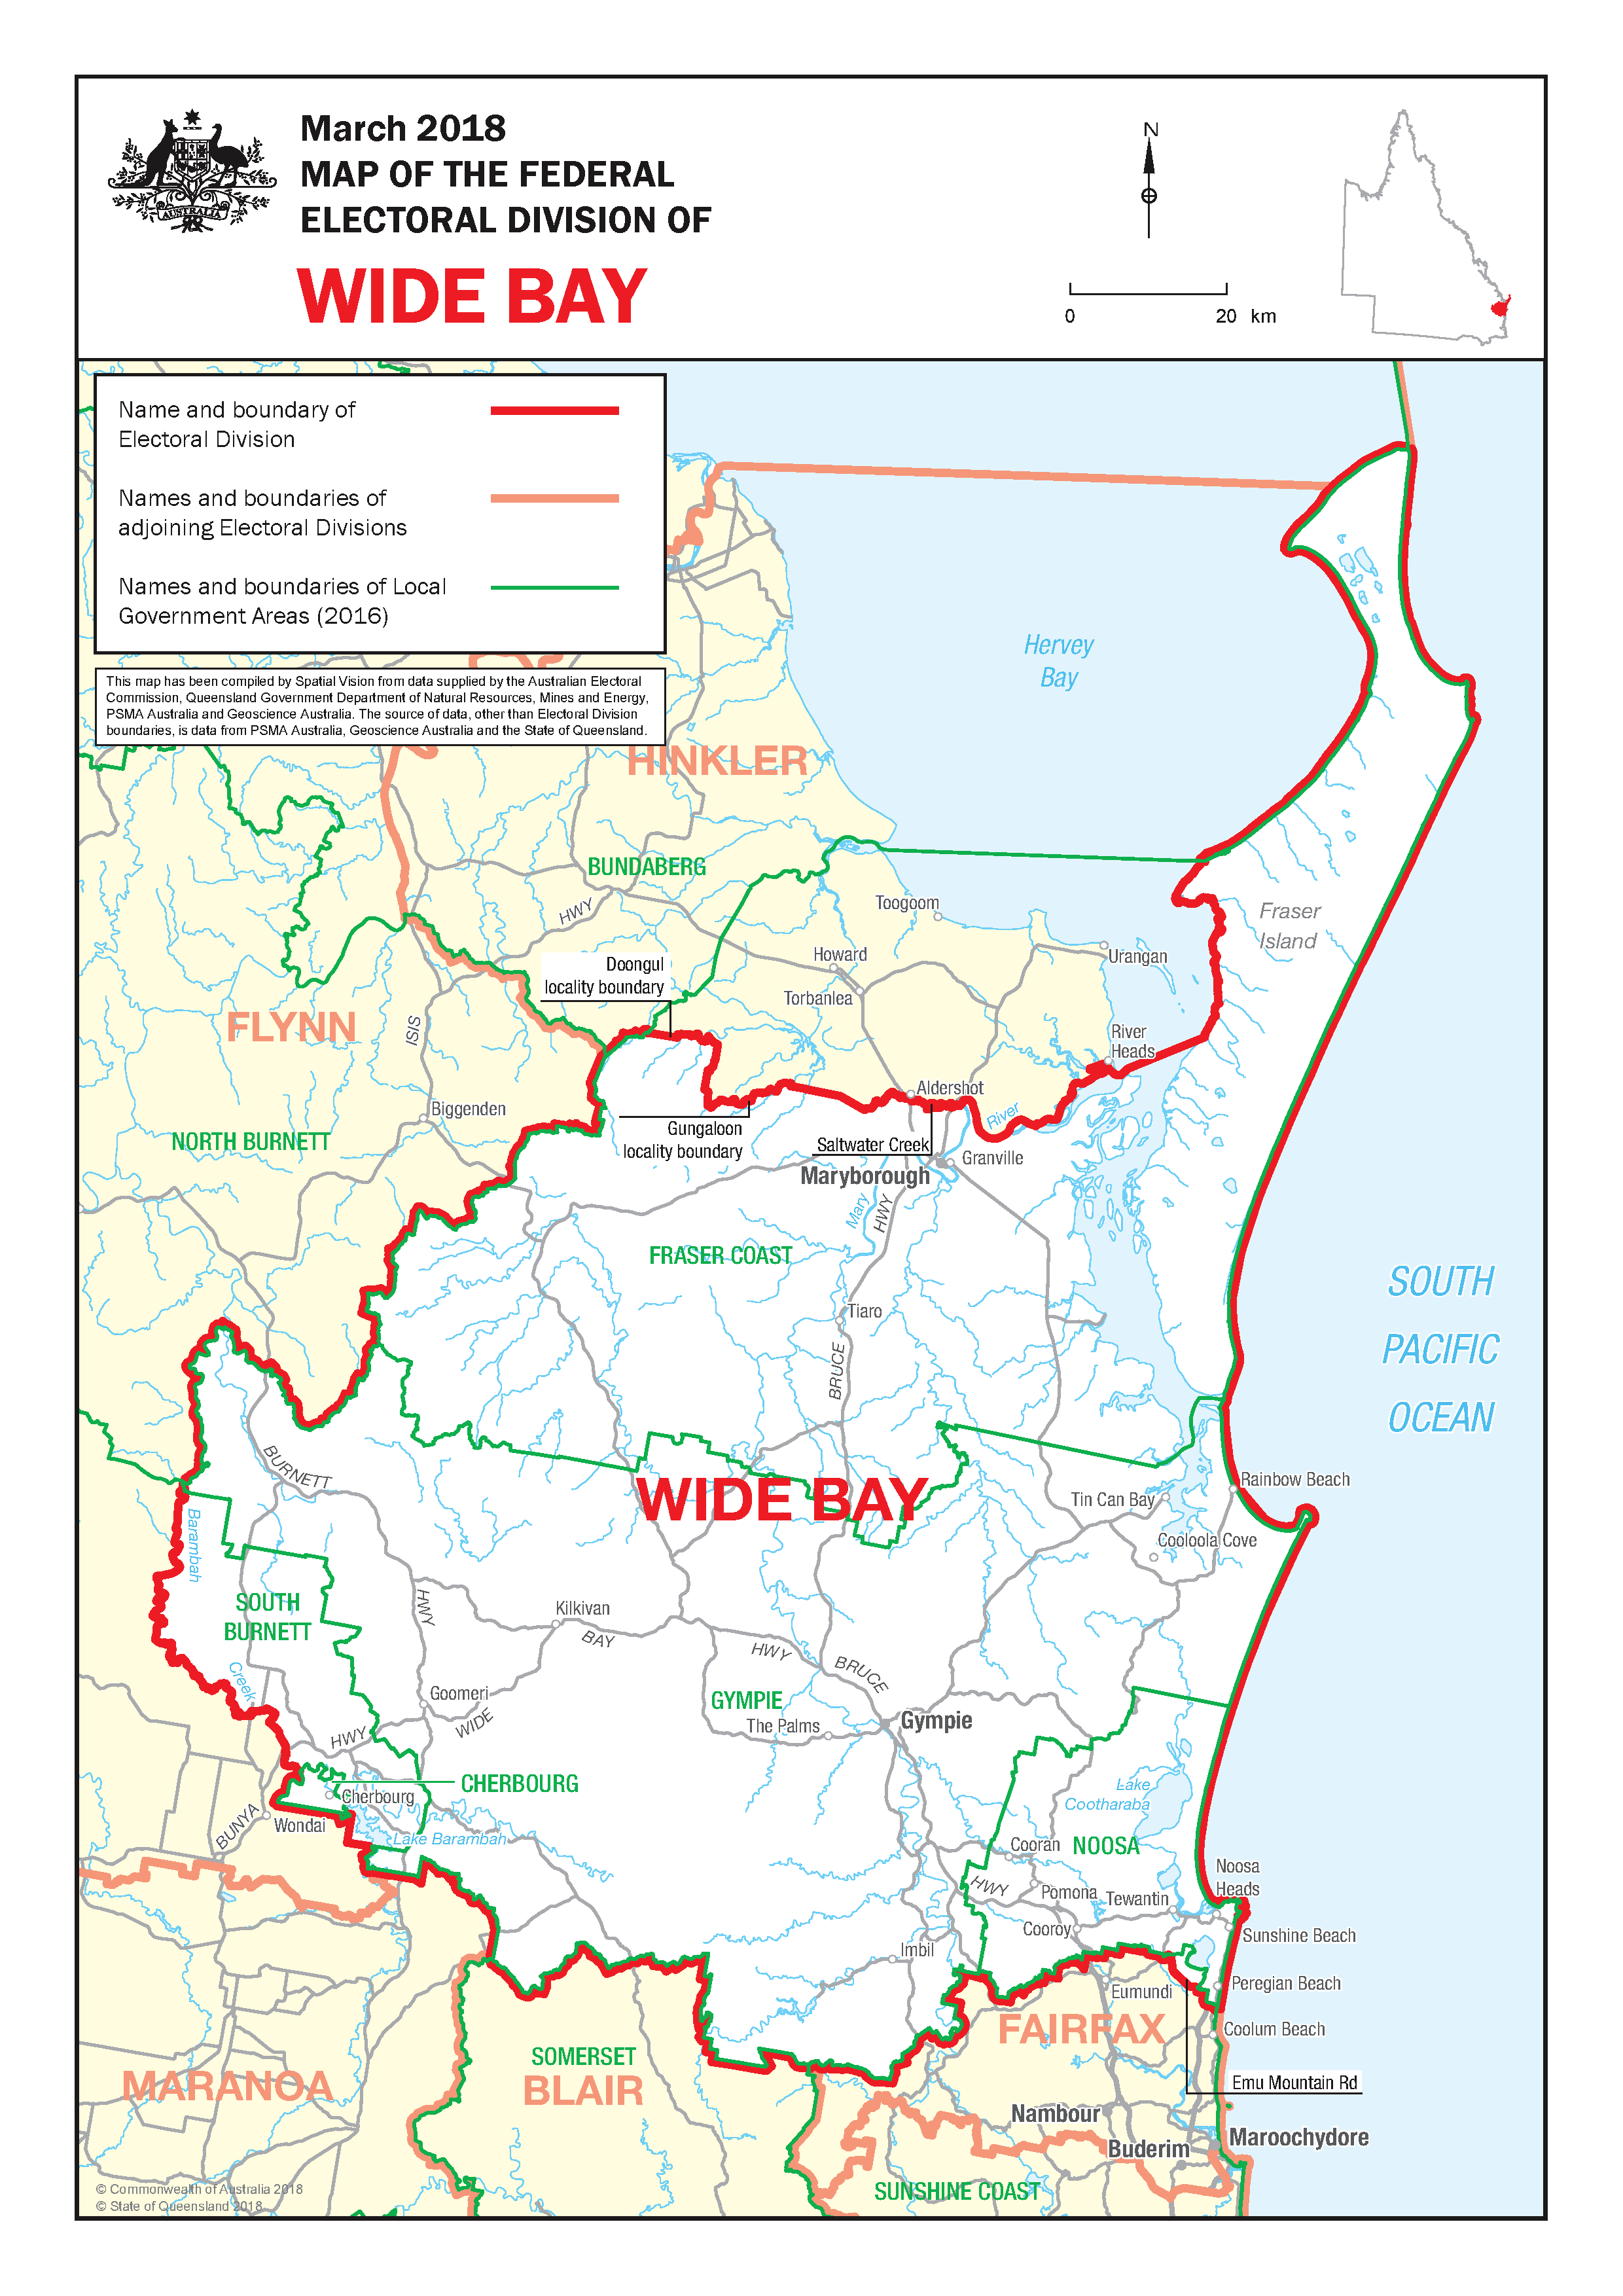 AUSTRALIA
March 2018
MAP OF THE FEDERAL
ELECTORAL DIVISION OF
WIDE BAY
N
0 20 km
Name and boundary of
Electoral Division
Names and boundaries of
adjoining Electoral Divisions
Names and boundaries of Local
Government Areas (2016)
This map has been compiled by Spatial Vision from data supplied by the Australian Electoral
Commission, Queensland Government Department of Natural Resources, Mines and Energy,
PSMA Australia and Geoscience Australia. The source of data, other than Electoral Division
boundaries, is data from PSMA Australia, Geoscience Australia and the State of Queensland.
Hervey
Bay
HINKLER
BUNDABERG
HWY
Toogoom
Fraser
Island
Howard
Urangan
Doongul
locality boundary
Torbanlea
FLYNN
ISIS
River
Heads
Aldershot
Biggenden
River
Gungaloon
locality boundary
NORTH BURNETT
Saltwater Creek
Granville
Maryborough
Mary
HWY
FRASER COAST
SOUTH
PACIFIC
OCEAN
Tiaro
BRUCE
BURNETT
WIDE BAY
Rainbow Beach
Tin Can Bay
Barambah
Cooloola Cove
SOUTH
BURNETT
HWY
Kilkivan
BAY
HWY
BRUCE
Creek
Goomeri
WIDE
GYMPIE
The Palms
Gympie
HWY
CHERBOURG
Cherbourg
Lake
Cootharaba
BUNYA
Wondai
Lake Barambah
Cooran
NOOSA
Noosa
Heads
HWY
Pomona
Tewantin
Cooroy
Sunshine Beach
Imbil
Eumundi
Peregian Beach
FAIRFAX
Coolum Beach
SOMERSET
BLAIR
MARANOA
Emu Mountain Rd
Nambour
Maroochydore
Buderim
SUNSHINE COAST
© Commonwealth of Australia 2018
© State of Queensland 2018